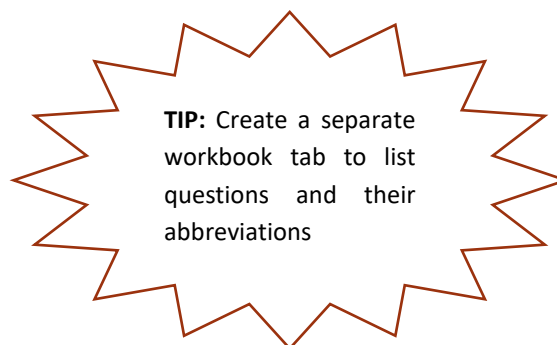 TIP: Create a separate
workbook tab to list
questions and their
abbreviations